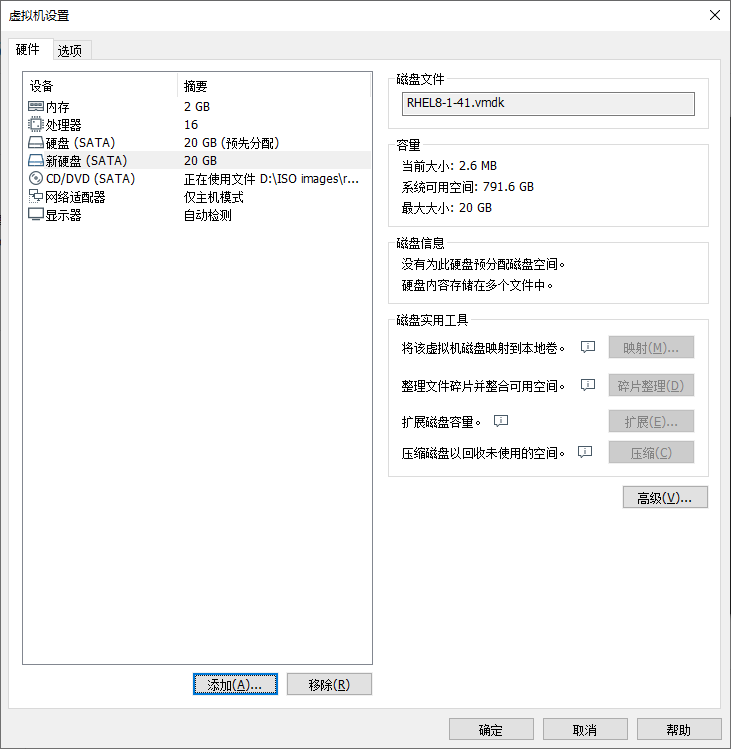 虚拟机设置
硬件 选项
设备 摘要
内存 2 GB
处理器 16
硬盘 (SATA) 20 GB (预先分配)
新硬盘 (SATA) 20 GB
CD/DVD (SATA) 正在使用文件 D:\ISO images\r...
网络适配器 仅主机模式
显示器 自动检测
添加(A)... 移除(R)
磁盘文件
RHEL8-1-41.vmdk
容量
当前大小: 2.6 MB
系统可用空间: 791.6 GB
最大大小: 20 GB
磁盘信息
没有为此硬盘预分配磁盘空间。
硬盘内容存储在多个文件中。
磁盘实用工具
将该虚拟机磁盘映射到本地卷。 映射(M)...
整理文件碎片并整合可用空间。 碎片整理(D)
扩展磁盘容量。 扩展(E)...
压缩磁盘以回收未使用的空间。 压缩(C)
高级(V)...
确定 取消 帮助